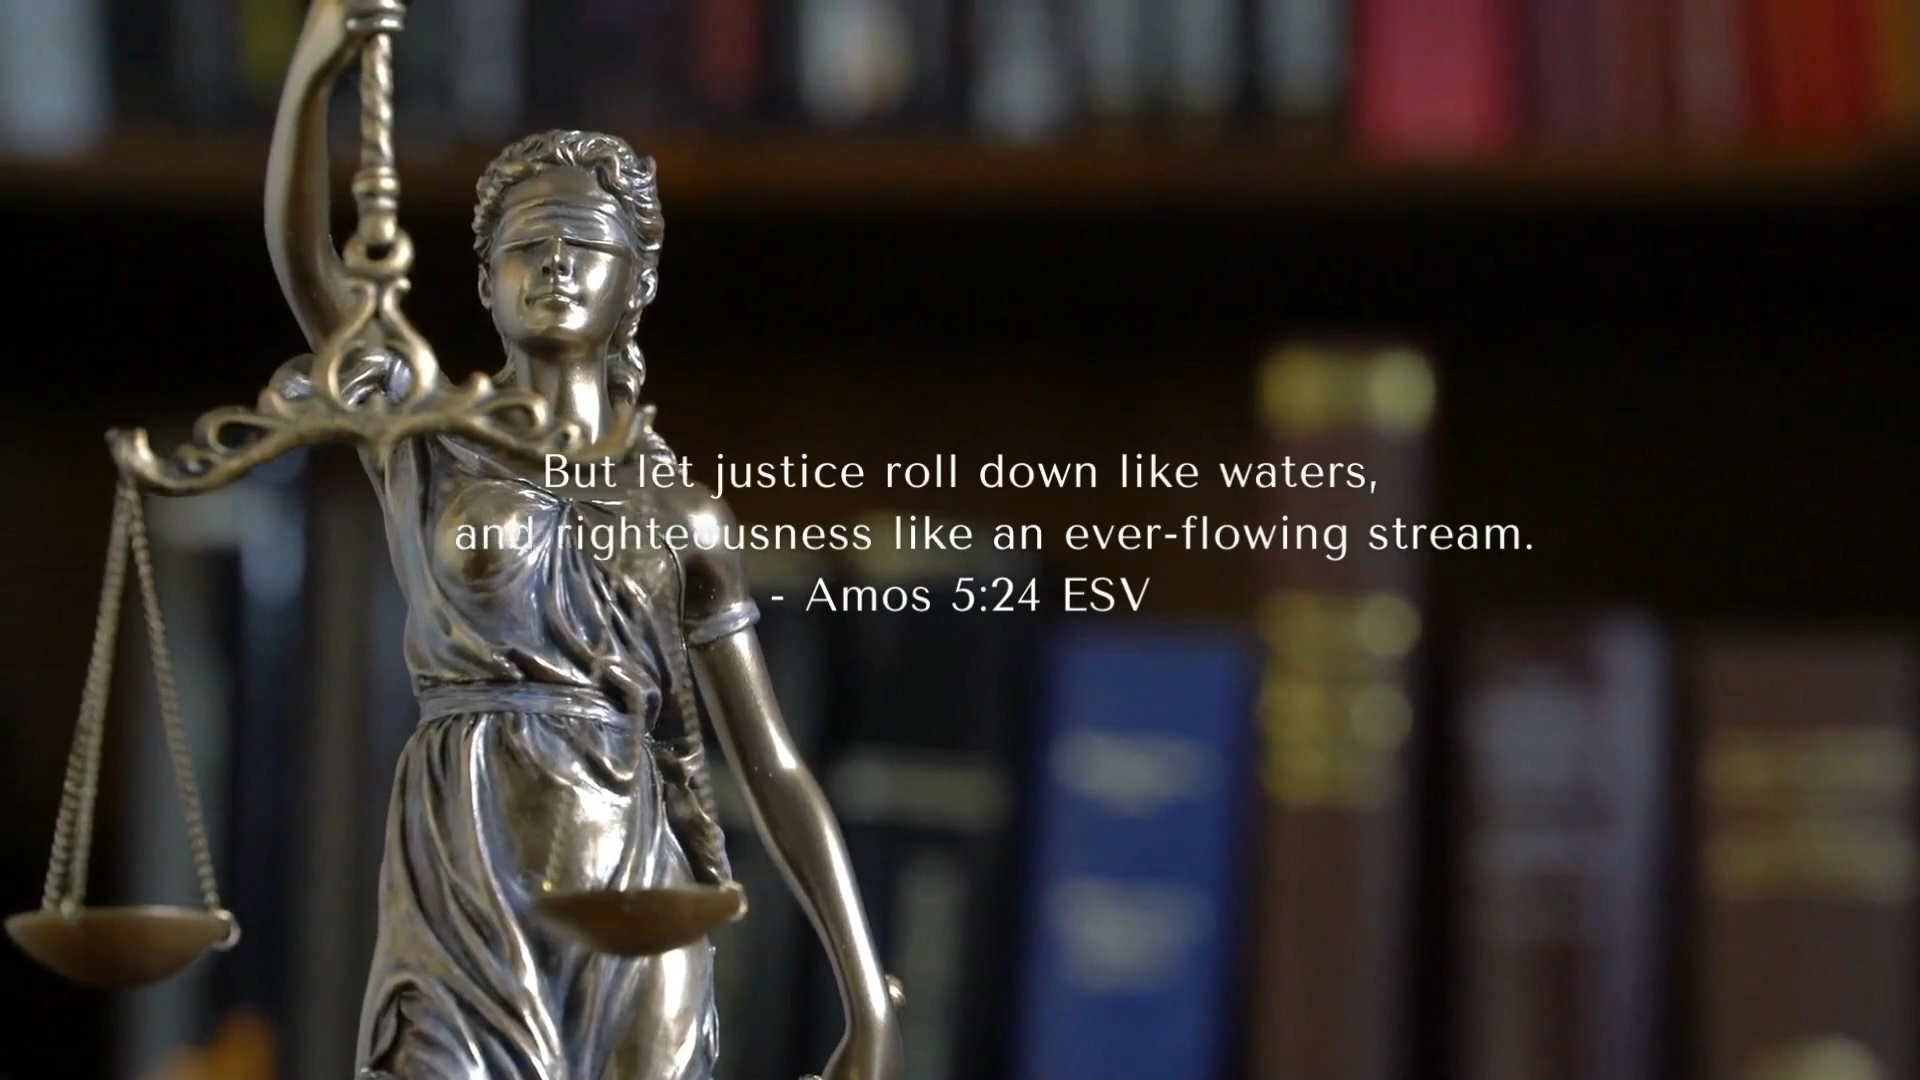 But let justice roll down like waters,
and righteousness like an ever-flowing stream.
- Amos 5:24 ESV